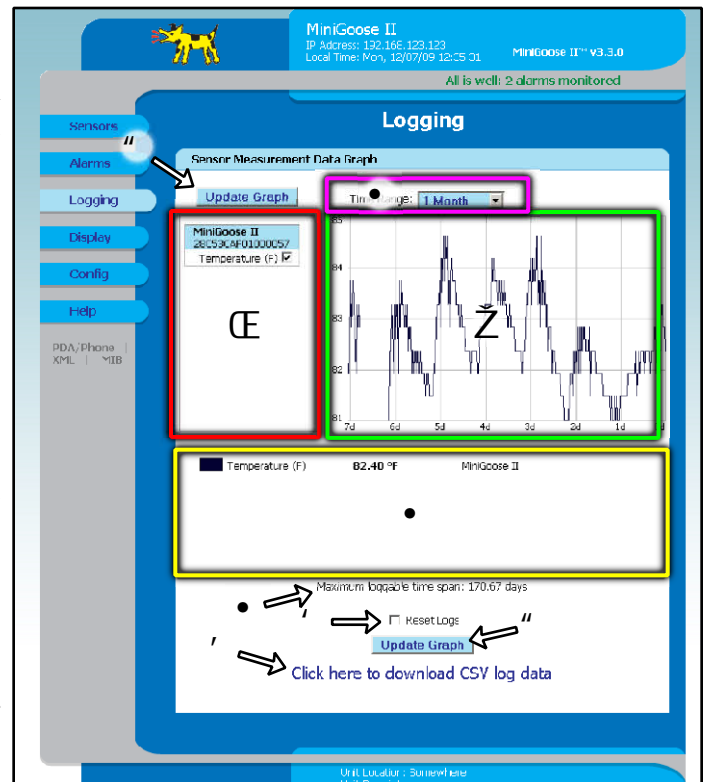 MiniGoose II
IP Address: 192.168.123.123
Local Time: Mon, 12/07/09 12:05:01
MiniGoose II™ v3.3.0
All is well: 2 alarms monitored
Logging
Sensors
Alarms
Logging
Display
Config
Help
PDA/Phone |
XML | MIB
“
Sensor Measurement Data Graph
Update Graph
• Range: 1 Month
MiniGoose II
Temperature (F)
Œ
Ž
85
84
83
82
81
7d 6d 5d 4d 3d 2d 1d
Temperature (F) 82.40 °F MiniGoose II
•
Maximum loggable time span: 170.67 days
•
‘ Reset Logs
Update Graph “
’
Click here to download CSV log data
Unit Location: Somewhere